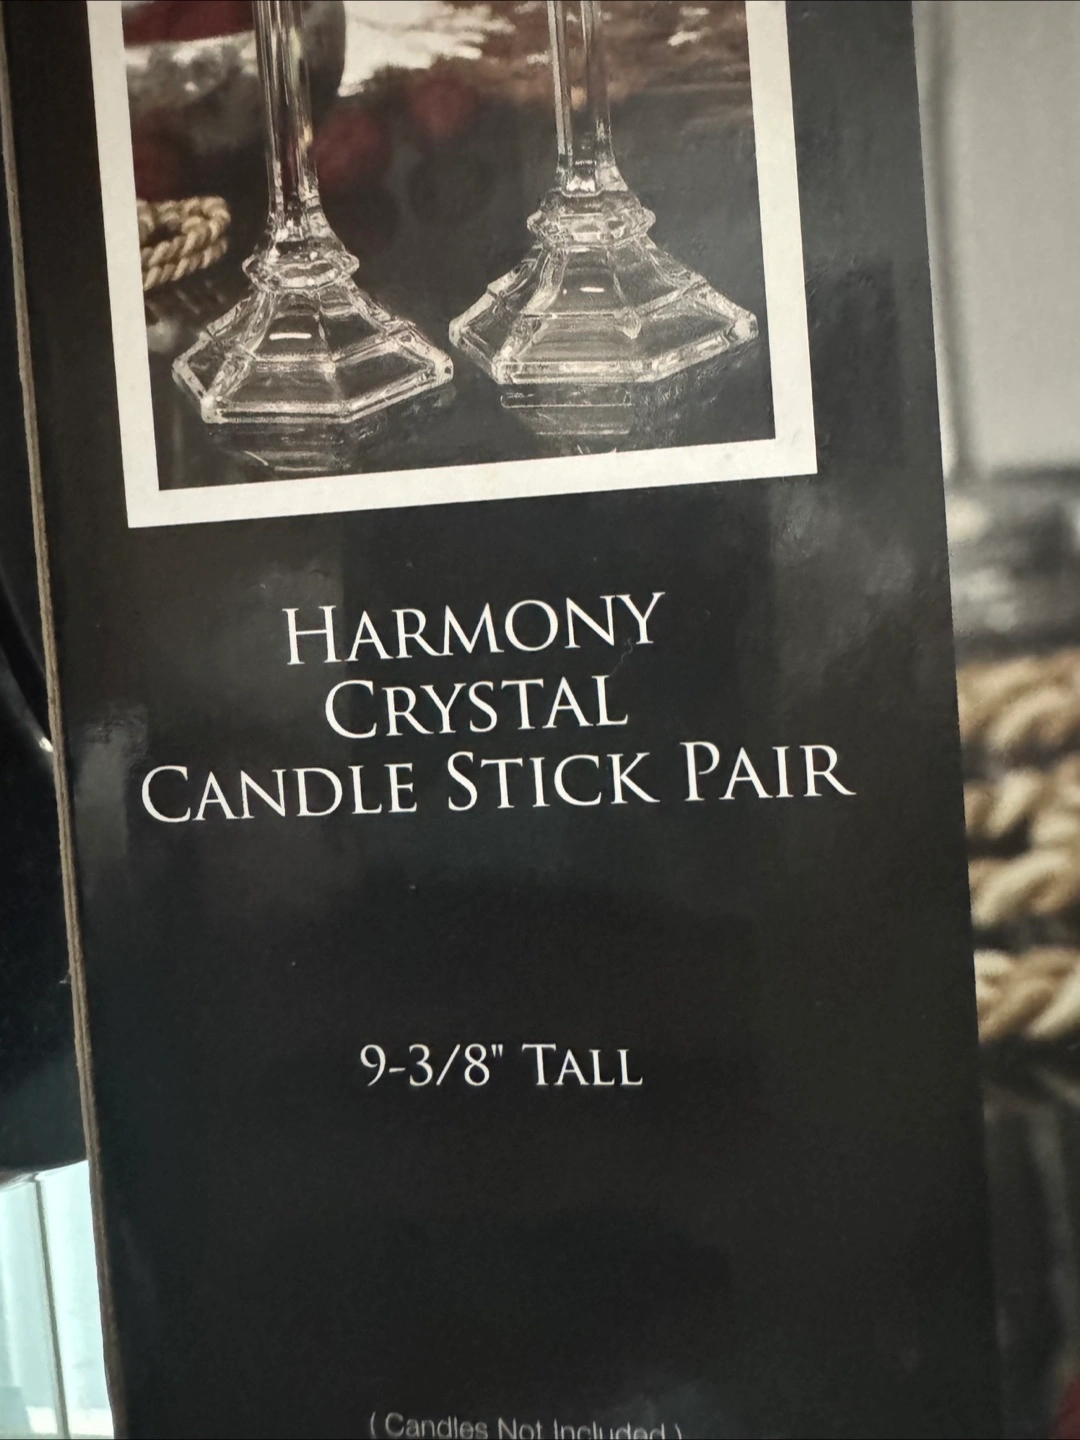 HARMONY
CRYSTAL
CANDLE STICK PAIR
9-3/8" TALL
( Candles Not Included )